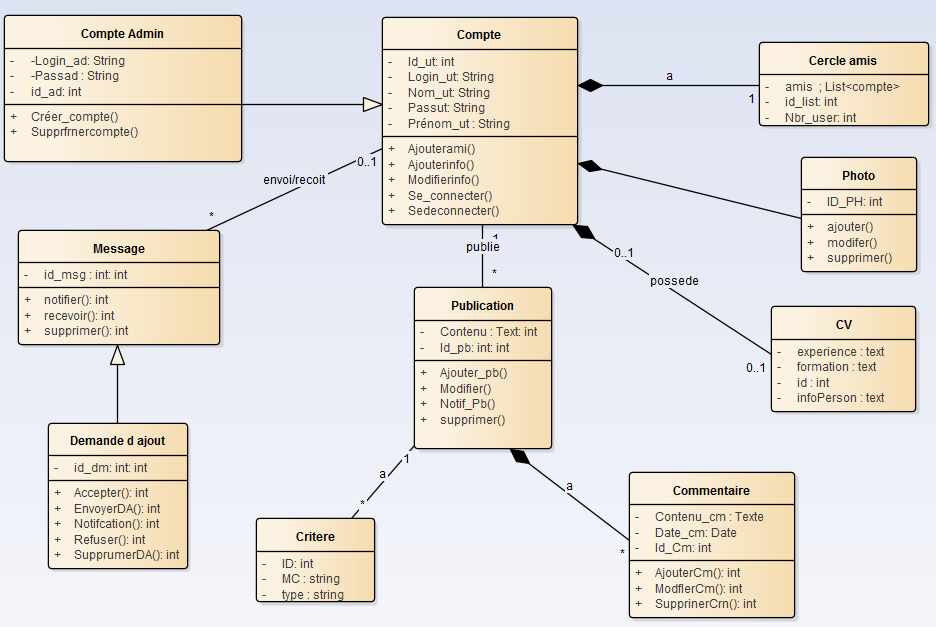 Compte Admin
- -Login_ad: String
- -Passad : String
- id_ad: int
+ Créer_compte()
+ Supprfrnercompte()
Compte
- Id_ut: int
- Login_ut: String
- Nom_ut: String
- Passut: String
- Prénom_ut : String
+ Ajouterami()
+ Ajouterinfo()
+ Modifierinfo()
+ Se_connecter()
+ Sedeconnecter()
a
1
Cercle amis
- amis ; List<compte>
- id_list: int
- Nbr_user: int
Photo
- ID_PH: int
+ ajouter()
+ modifer()
+ supprimer()
0..1
envoi/recoit
*
Message
- id_msg : int: int
+ notifier(): int
+ recevoir(): int
+ supprimer(): int
1
publie
*
0..1
possede
0..1
CV
- experience : text
- formation : text
- id : int
- infoPerson : text
Publication
- Contenu : Text: int
- Id_pb: int: int
+ Ajouter_pb()
+ Modifier()
+ Notif_Pb()
+ supprimer()
Demande d ajout
- id_dm: int: int
+ Accepter(): int
+ EnvoyerDA(): int
+ Notifcation(): int
+ Refuser(): int
+ SupprumerDA(): int
1
a
*
Critere
- ID: int
- MC : string
- type : string
a
*
Commentaire
- Contenu_cm : Texte
- Date_cm: Date
- Id_Cm: int
+ AjouterCm(): int
+ ModflerCm(): int
+ SupprinerCrn(): int